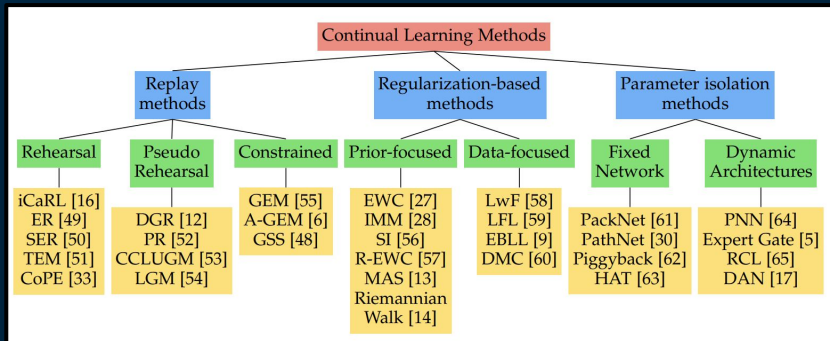 Continual Learning Methods
Replay
methods
Regularization-based
methods
Parameter isolation
methods
Rehearsal
Pseudo
Rehearsal
Constrained
Prior-focused
Data-focused
Fixed
Network
Dynamic
Architectures
iCaRL [16]
ER [49]
SER [50]
TEM [51]
CoPE [33]
DGR [12]
PR [52]
CCLUGM [53]
LGM [54]
GEM [55]
A-GEM [6]
GSS [48]
EWC [27]
IMM [28]
SI [56]
R-EWC [57]
MAS [13]
Riemannian
Walk [14]
LwF [58]
LFL [59]
EBLL [9]
DMC [60]
PackNet [61]
PathNet [30]
Piggyback [62]
HAT [63]
PNN [64]
Expert Gate [5]
RCL [65]
DAN [17]